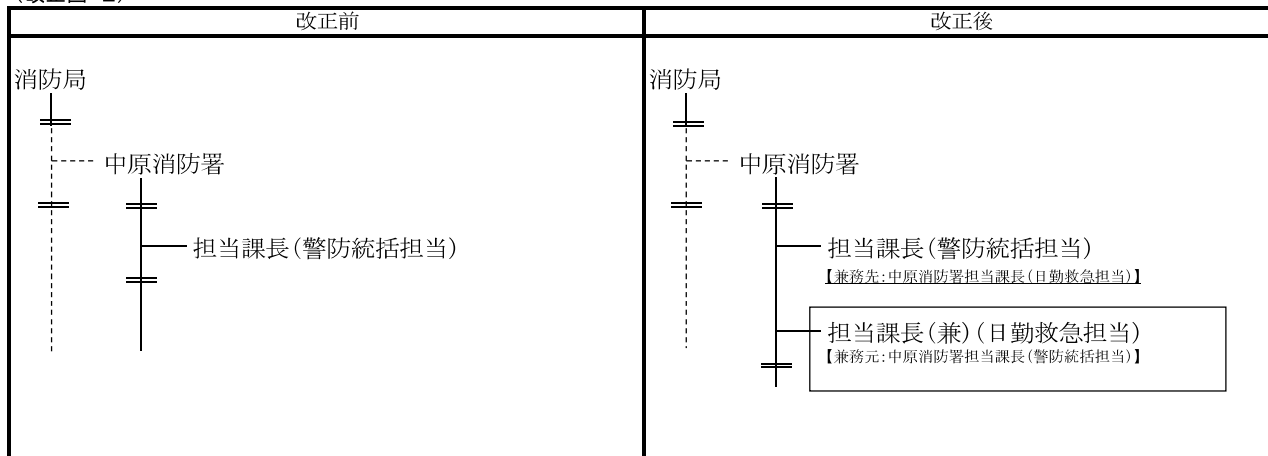 改正前
消防局
中原消防署
担当課長(警防統括担当)
改正後
消防局
中原消防署
担当課長(警防統括担当)
【兼務先:中原消防署担当課長(日勤救急担当)】
担当課長(兼)(日勤救急担当)
【兼務元:中原消防署担当課長(警防統括担当)】